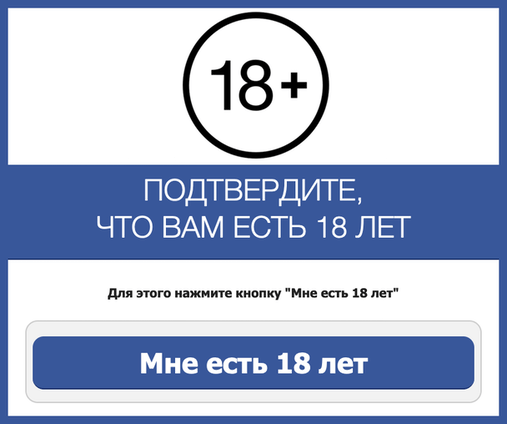 18+
ПОДТВЕРДИТЕ,
ЧТО ВАМ ЕСТЬ 18 ЛЕТ
Для этого нажмите кнопку "Мне есть 18 лет"
Мне есть 18 лет